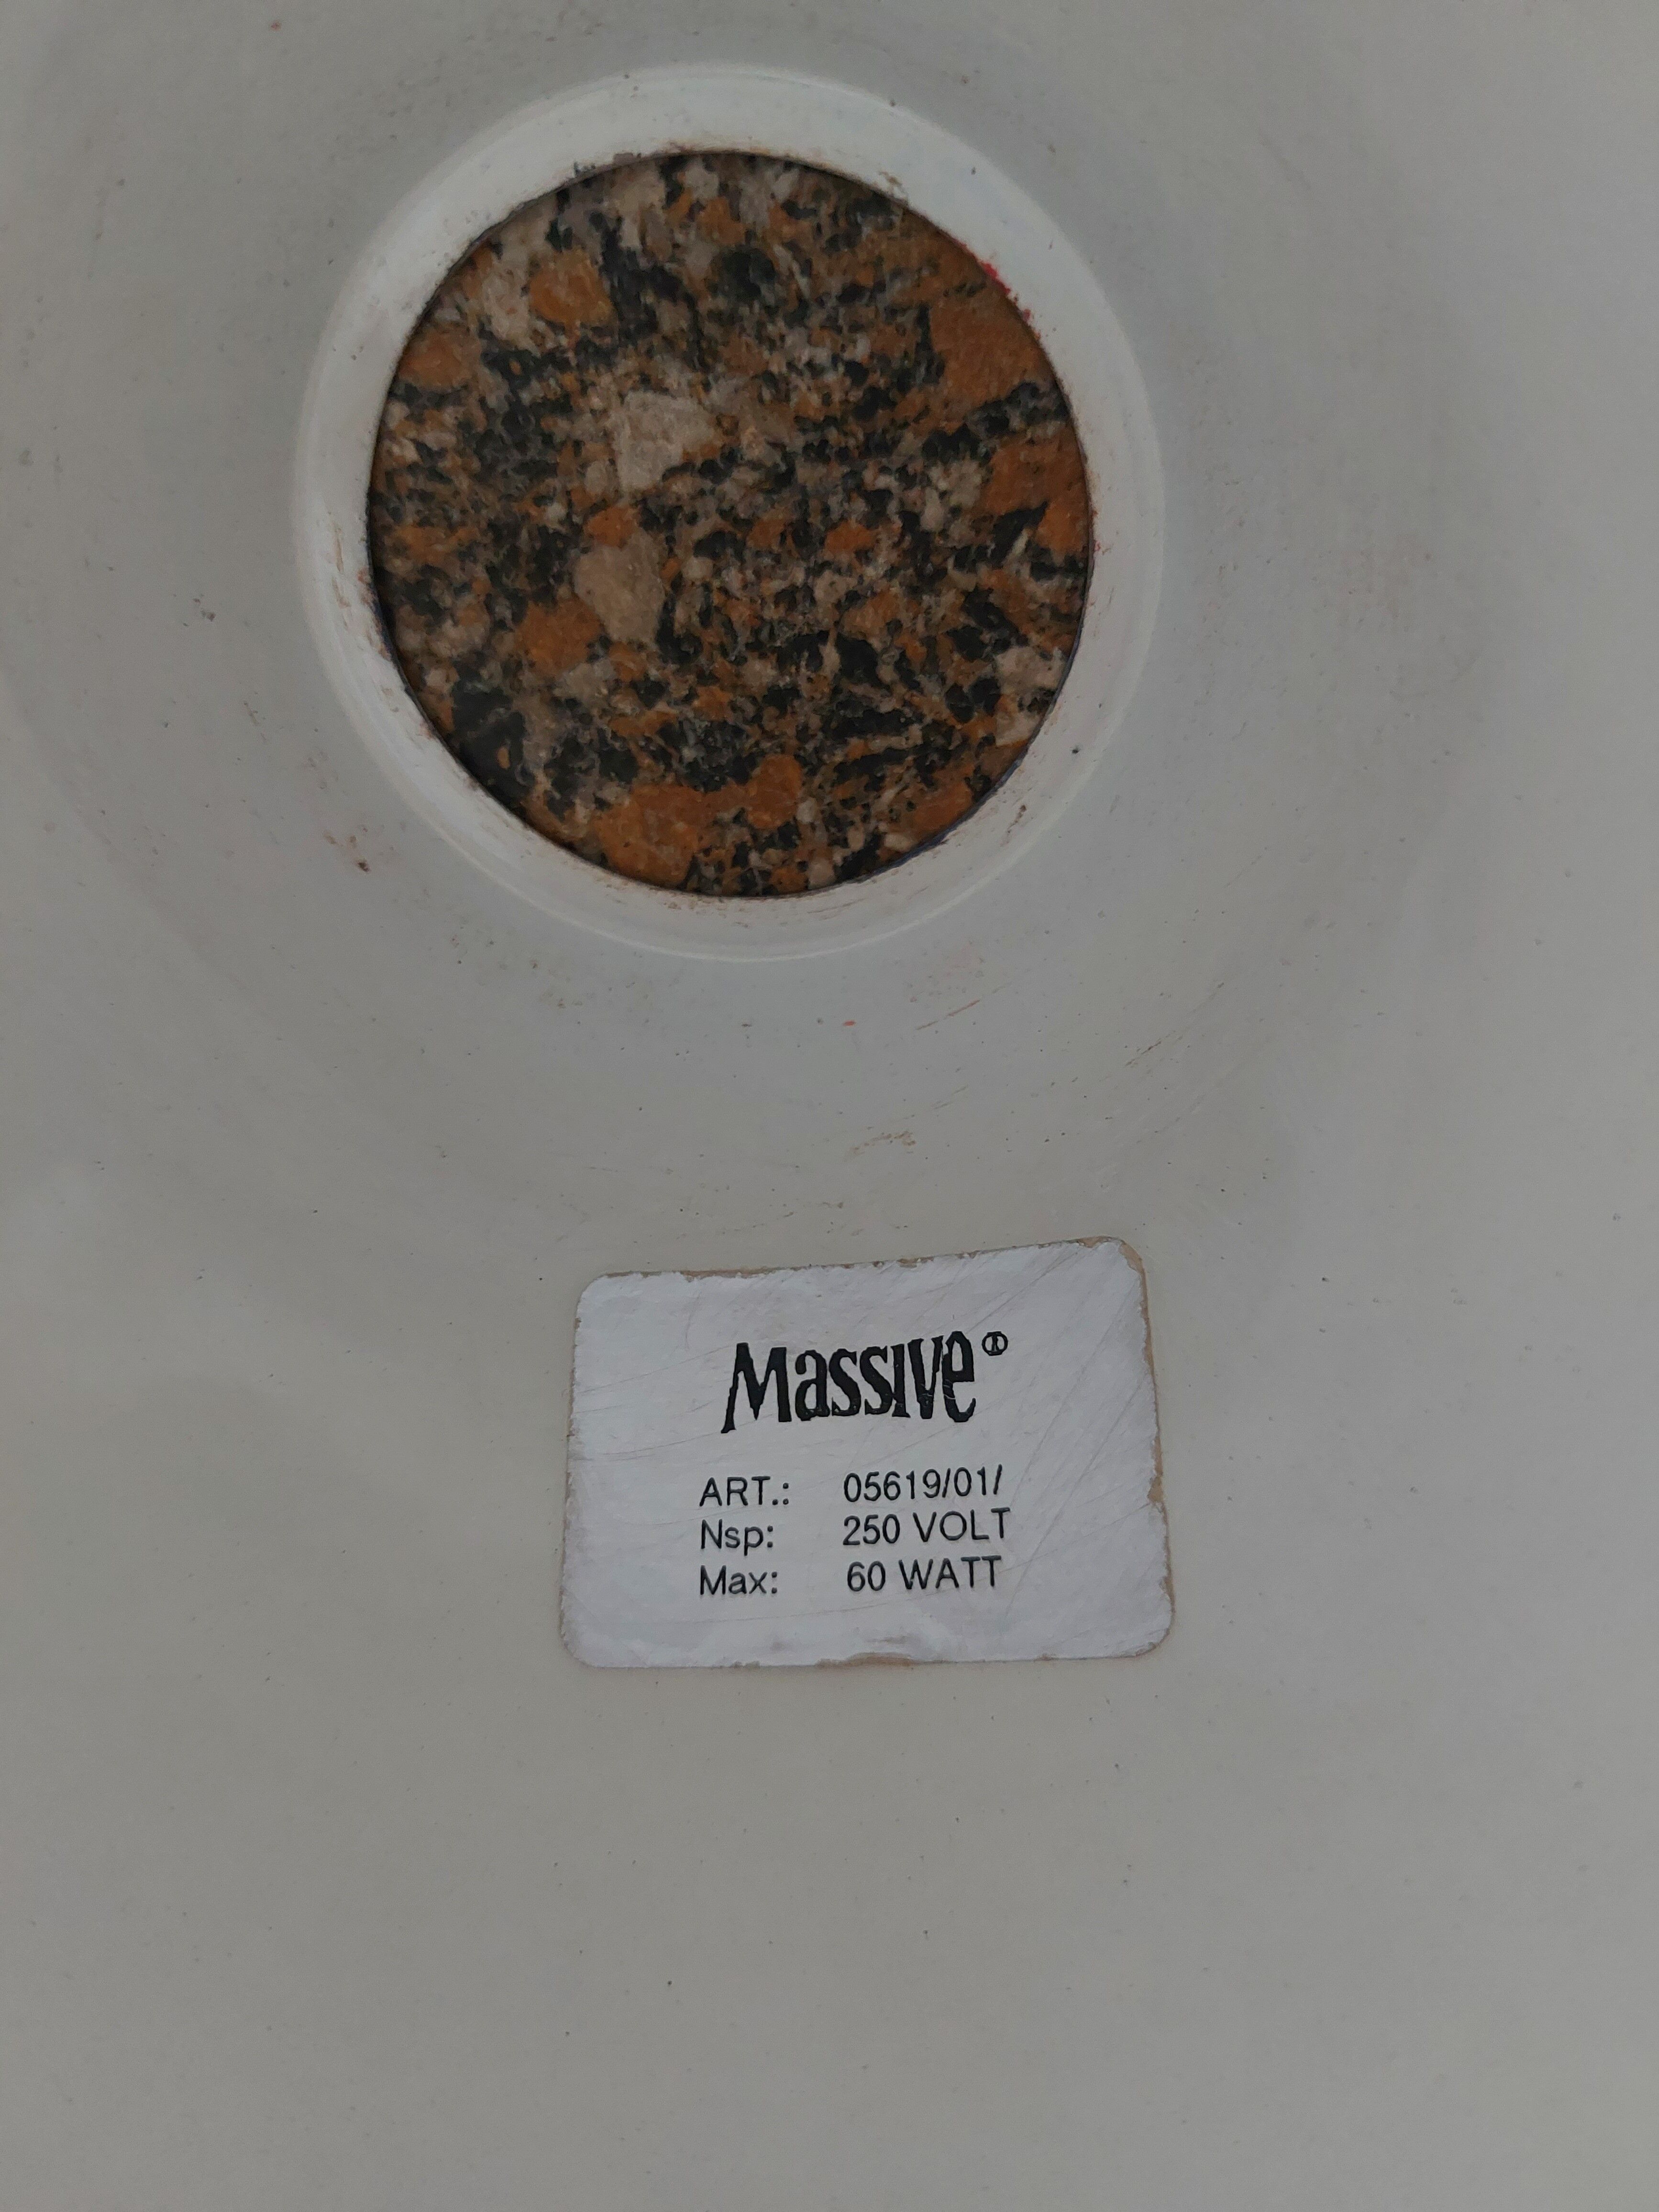 Massive®
ART.: 05619/01/
Nsp: 250 VOLT
Max: 60 WATT